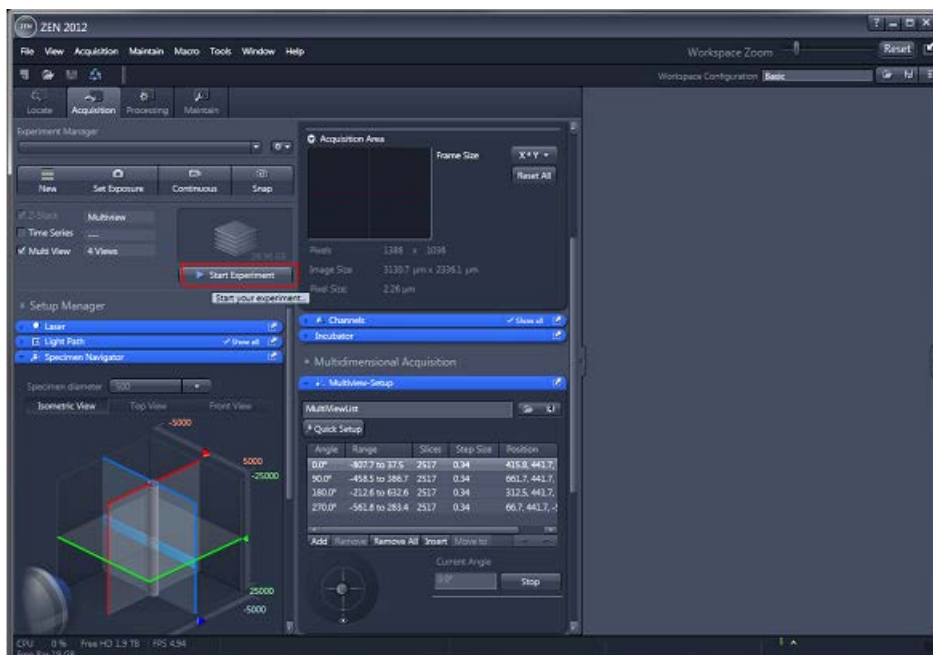 ZEN 2012
File View Acquisition Maintain Macro Tools Window Help
Workspace Zoom Reset
Workspace Configuration Basic
Locate Acquisition Processing Maintain
Experiment Manager
New Set Exposure Continuous Snap
Z-Stack Multiview
Time Series ---
Multi View 4 Views
Start Experiment
Start your experiment...
Setup Manager
Laser
Light Path Show all
Specimen Navigator
Specimen diameter 500
Isometric View Top View Front View
-5000
5000
-25000
25000
-5000
Acquisition Area
Frame Size X*Y
Reset All
Pixels 1388 x 1036
Image Size 3130.7 µm x 2336.1 µm
Pixel Size 2.26 µm
Channels Show all
Incubator
Multidimensional Acquisition
Multiview-Setup
MultiViewList
Quick Setup
Angle Range Slices Step Size Position
0.0° -807.7 to 37.5 2517 0.34 415.8, 441.7,
90.0° -458.5 to 386.7 2517 0.34 661.7, 441.7,
180.0° -212.6 to 632.6 2517 0.34 312.5, 441.7,
270.0° -561.8 to 283.4 2517 0.34 66.7, 441.7, -5
Add Remove Remove All Insert Move to
Current Angle
0.0° Stop
CPU 0 % Free HD 1.9 TB FPS 4.94